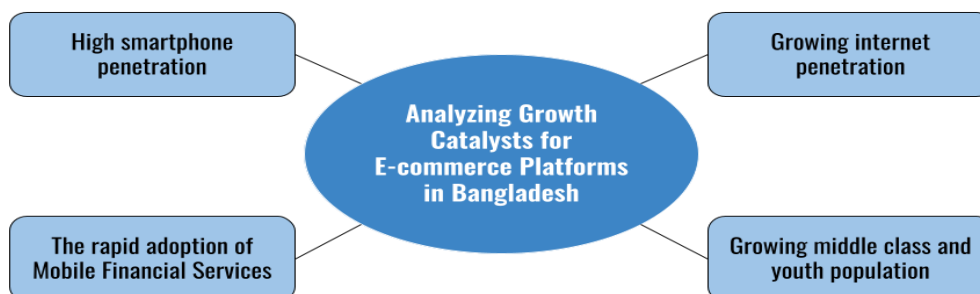 High smartphone
penetration
Growing internet
penetration
Analyzing Growth
Catalysts for
E-commerce Platforms
in Bangladesh
The rapid adoption of
Mobile Financial Services
Growing middle class and
youth population